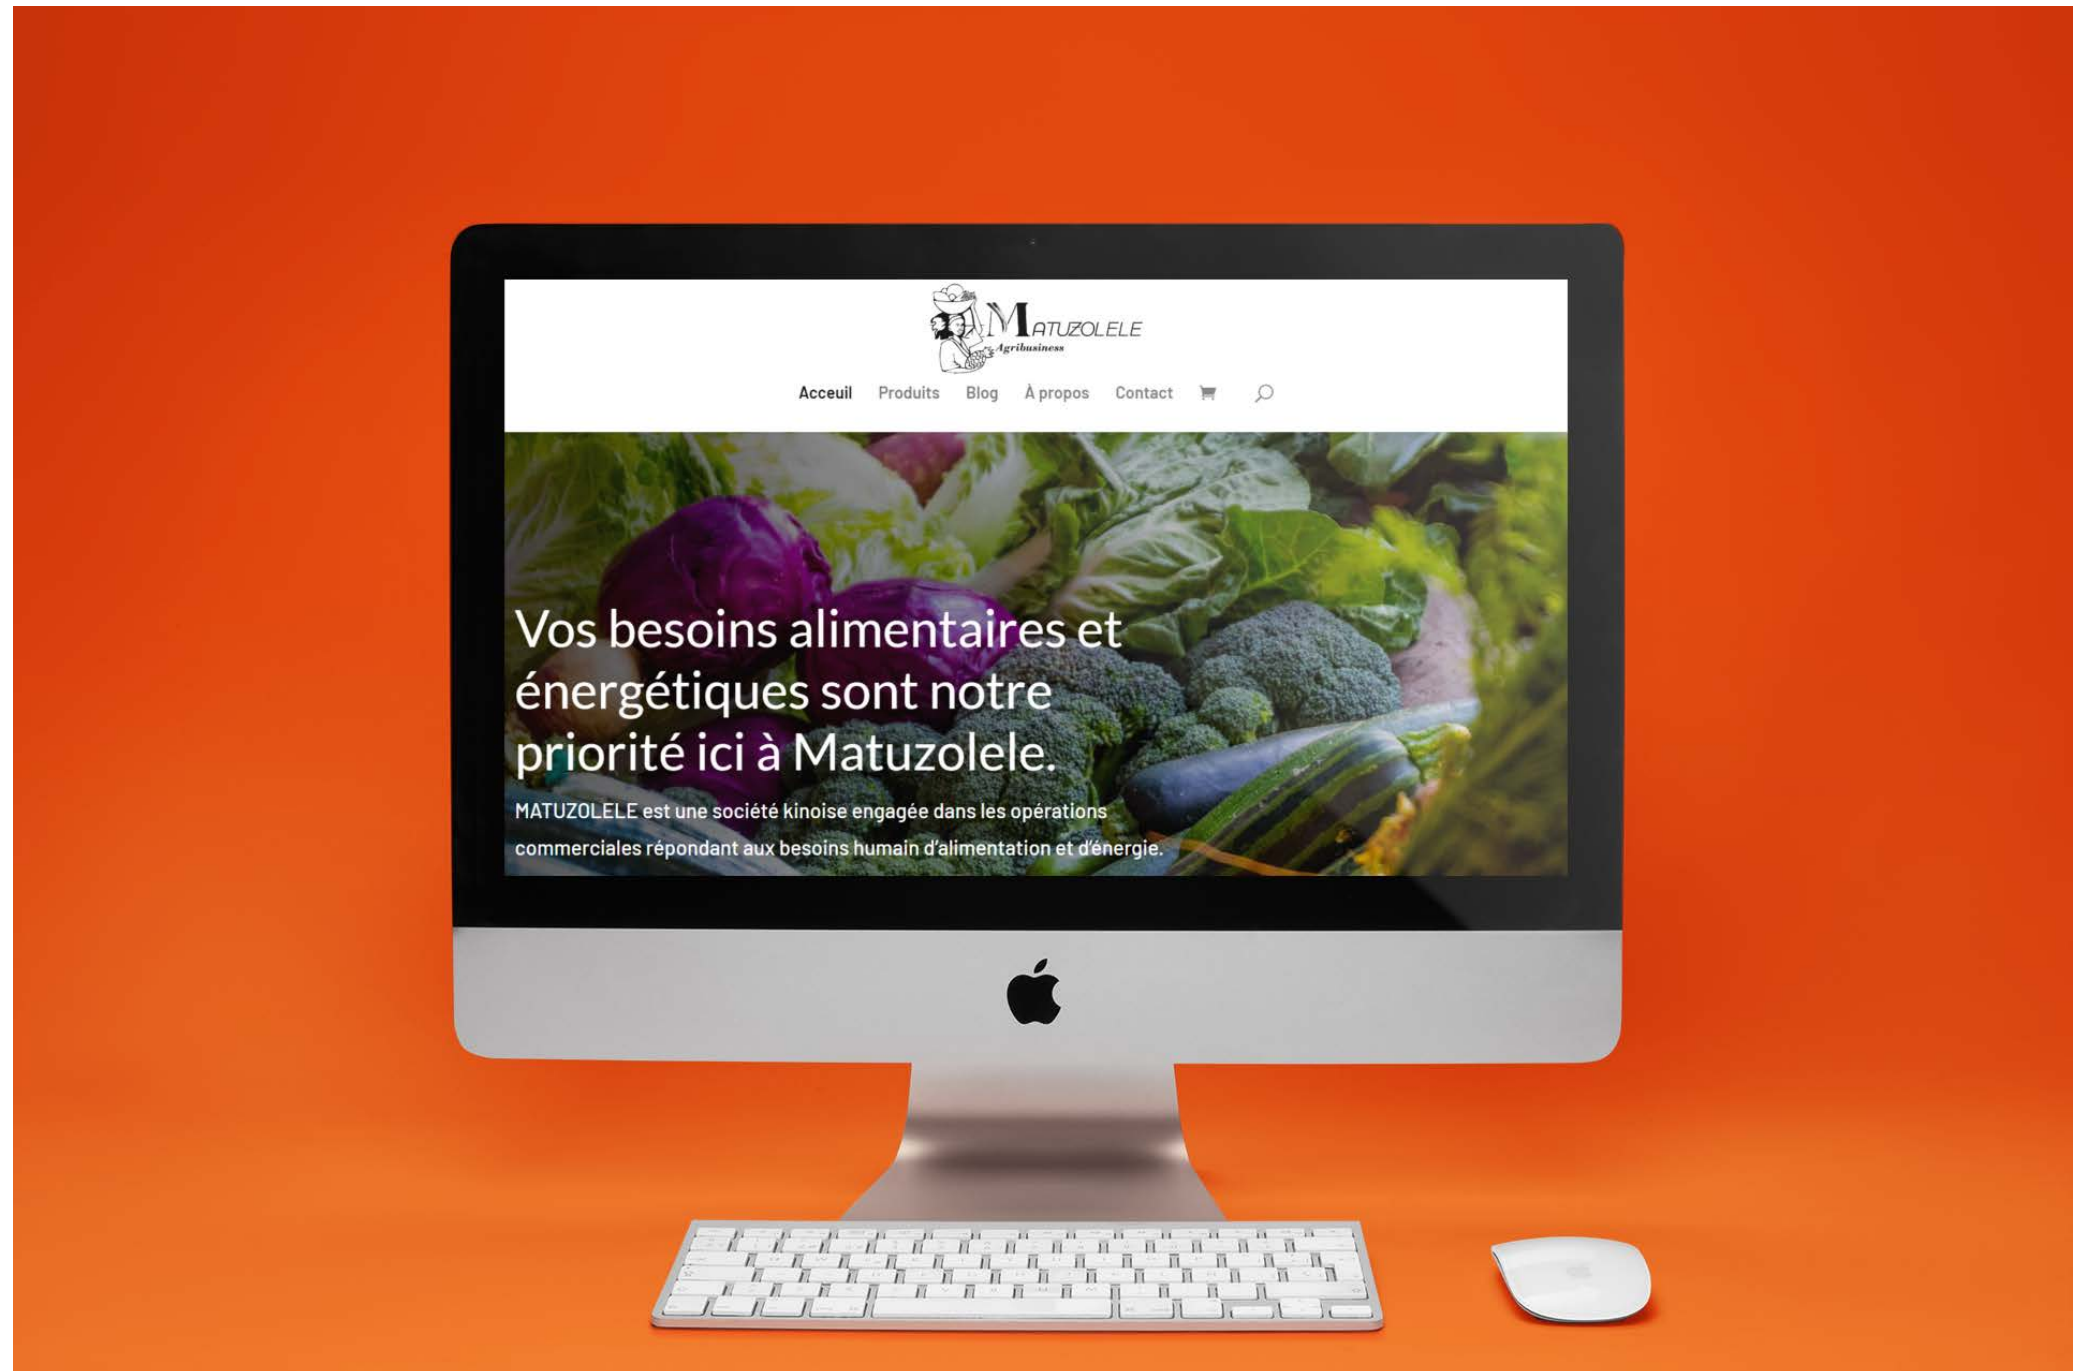 MATUZOLELE
Agribusiness
Acceuil Produits Blog À propos Contact
Vos besoins alimentaires et
énergétiques sont notre
priorité ici à Matuzolele.
MATUZOLELE est une société kinoise engagée dans les opérations
commerciales répondant aux besoins humain d'alimentation et d'énergie.